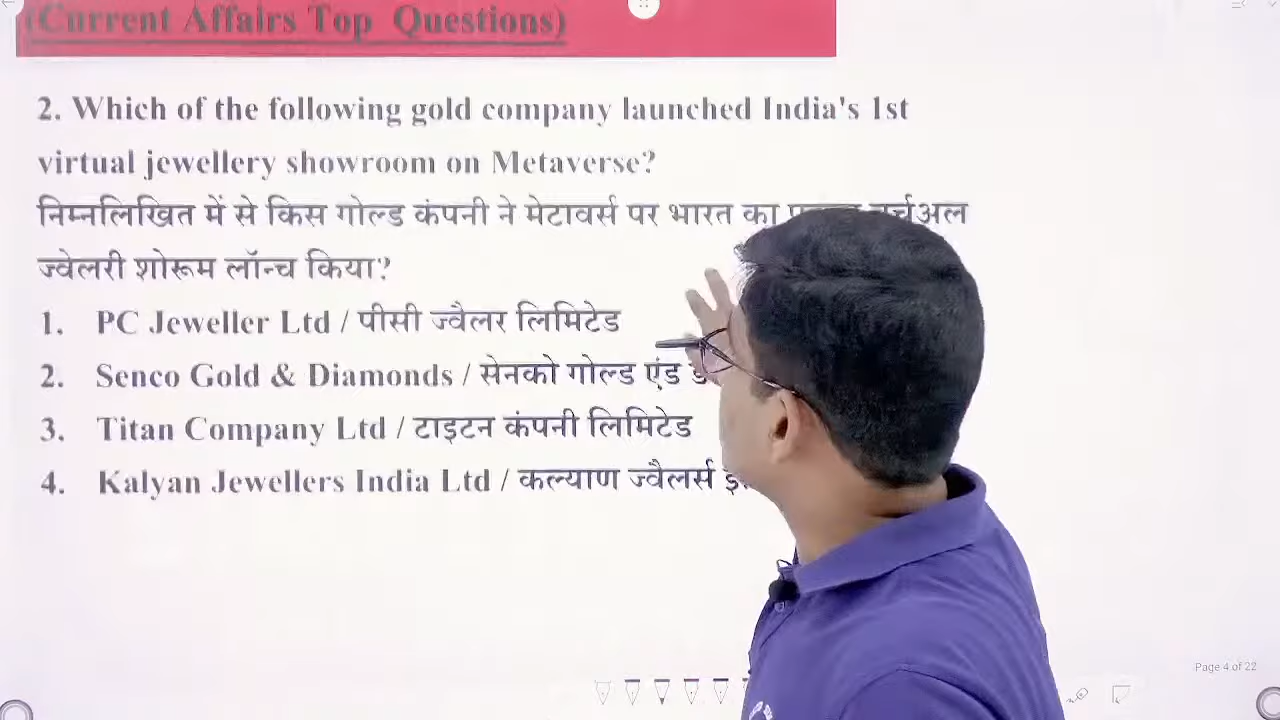 (Current Affairs Top Questions)
2. Which of the following gold company launched India's 1st
virtual jewellery showroom on Metaverse?
निम्नलिखित में से किस गोल्ड कंपनी ने मेटावर्स पर भारत का
ज्वेलरी शोरूम लॉन्च किया?
1. PC Jeweller Ltd / पीसी ज्वैलर लिमिटेड
2. Senco Gold & Diamonds / सेनको गोल्ड एंड
3. Titan Company Ltd / टाइटन कंपनी लिमिटेड
4. Kalyan Jewellers India Ltd / कल्याण ज्वैलर्स
Page 4 of 22